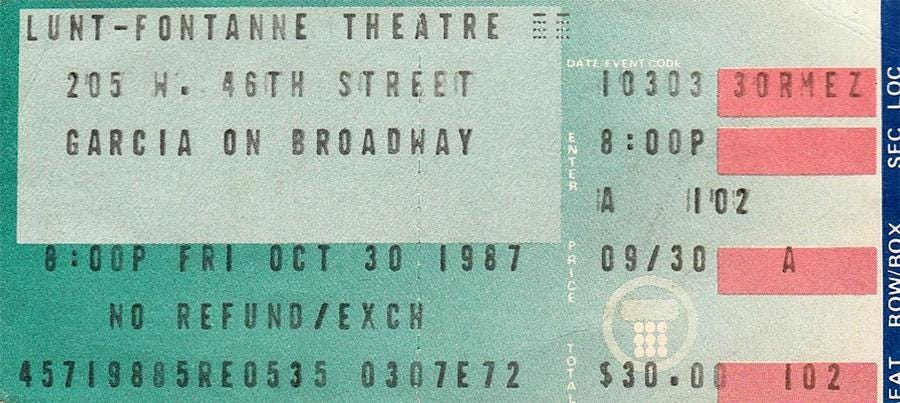 LUNT-FONTANNE THEATRE
205 W. 46TH STREET
GARCIA ON BROADWAY
8:00P FRI OCT 30 1987
NO REFUND/EXCH
45719885RE0535 0307E72
DATE/EVENT CODE
10303 30RMEZ
ENTER
8:00P
A 102
PRICE
09/30 A
TOTAL
$30.00 102
SEC LOC
ROW/BOX
EAT